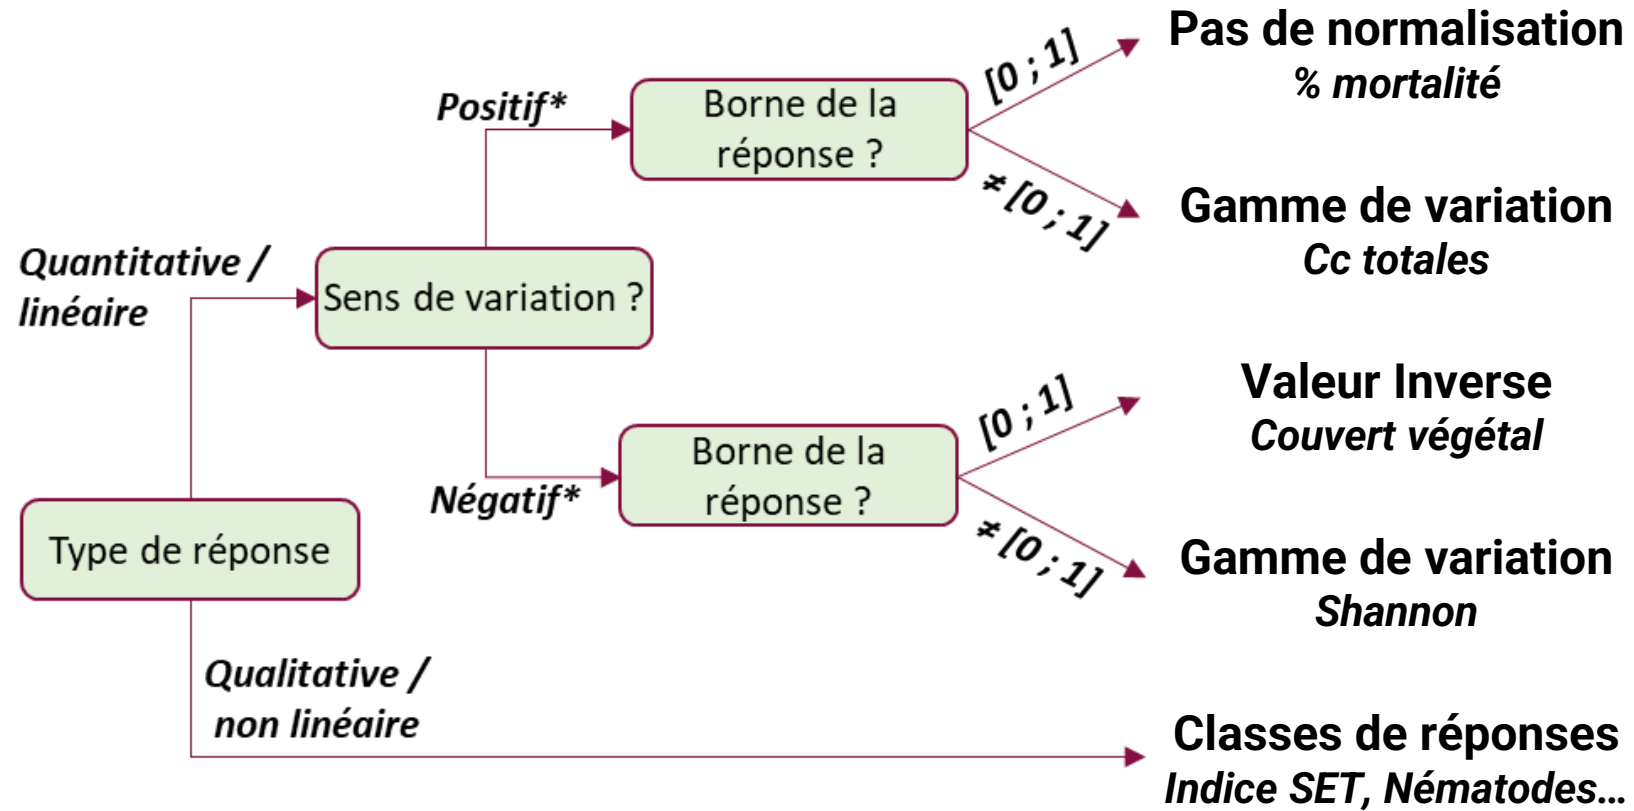 Pas de normalisation
% mortalité
[0 ; 1]
Positif*
Borne de la
réponse ?
≠ [0 ; 1]
Gamme de variation
Cc totales
Quantitative /
linéaire
Sens de variation ?
Valeur Inverse
Couvert végétal
[0 ; 1]
Négatif*
Borne de la
réponse ?
≠ [0 ; 1]
Gamme de variation
Shannon
Type de réponse
Qualitative /
non linéaire
Classes de réponses
Indice SET, Nématodes...